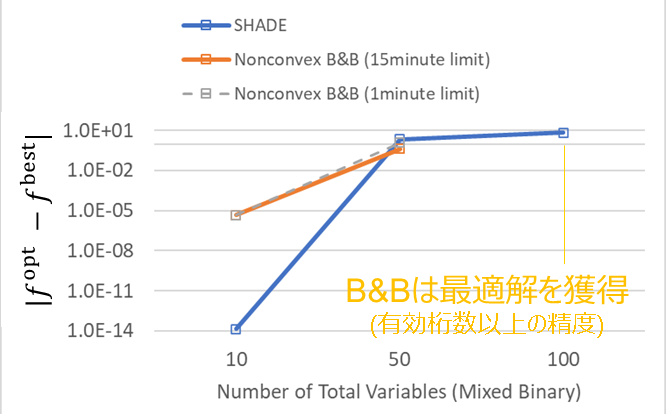 SHADE
Nonconvex B&B (15minute limit)
Nonconvex B&B (1minute limit)
|f^opt − f^best|
1.0E+01
1.0E-02
1.0E-05
1.0E-08
1.0E-11
1.0E-14
B&Bは最適解を獲得
(有効桁数以上の精度)
10
50
100
Number of Total Variables (Mixed Binary)